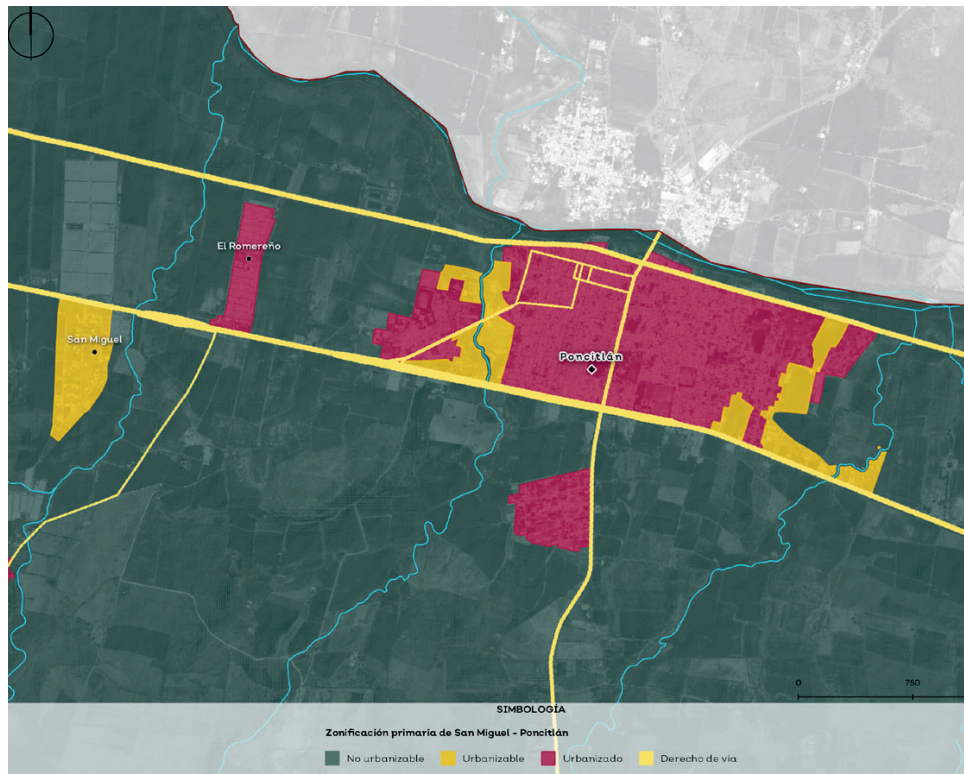 El Romereño
San Miguel
Poncitlán
0 750
SIMBOLOGÍA
Zonificación primaria de San Miguel - Poncitlán
No urbanizable Urbanizable Urbanizado Derecho de vía